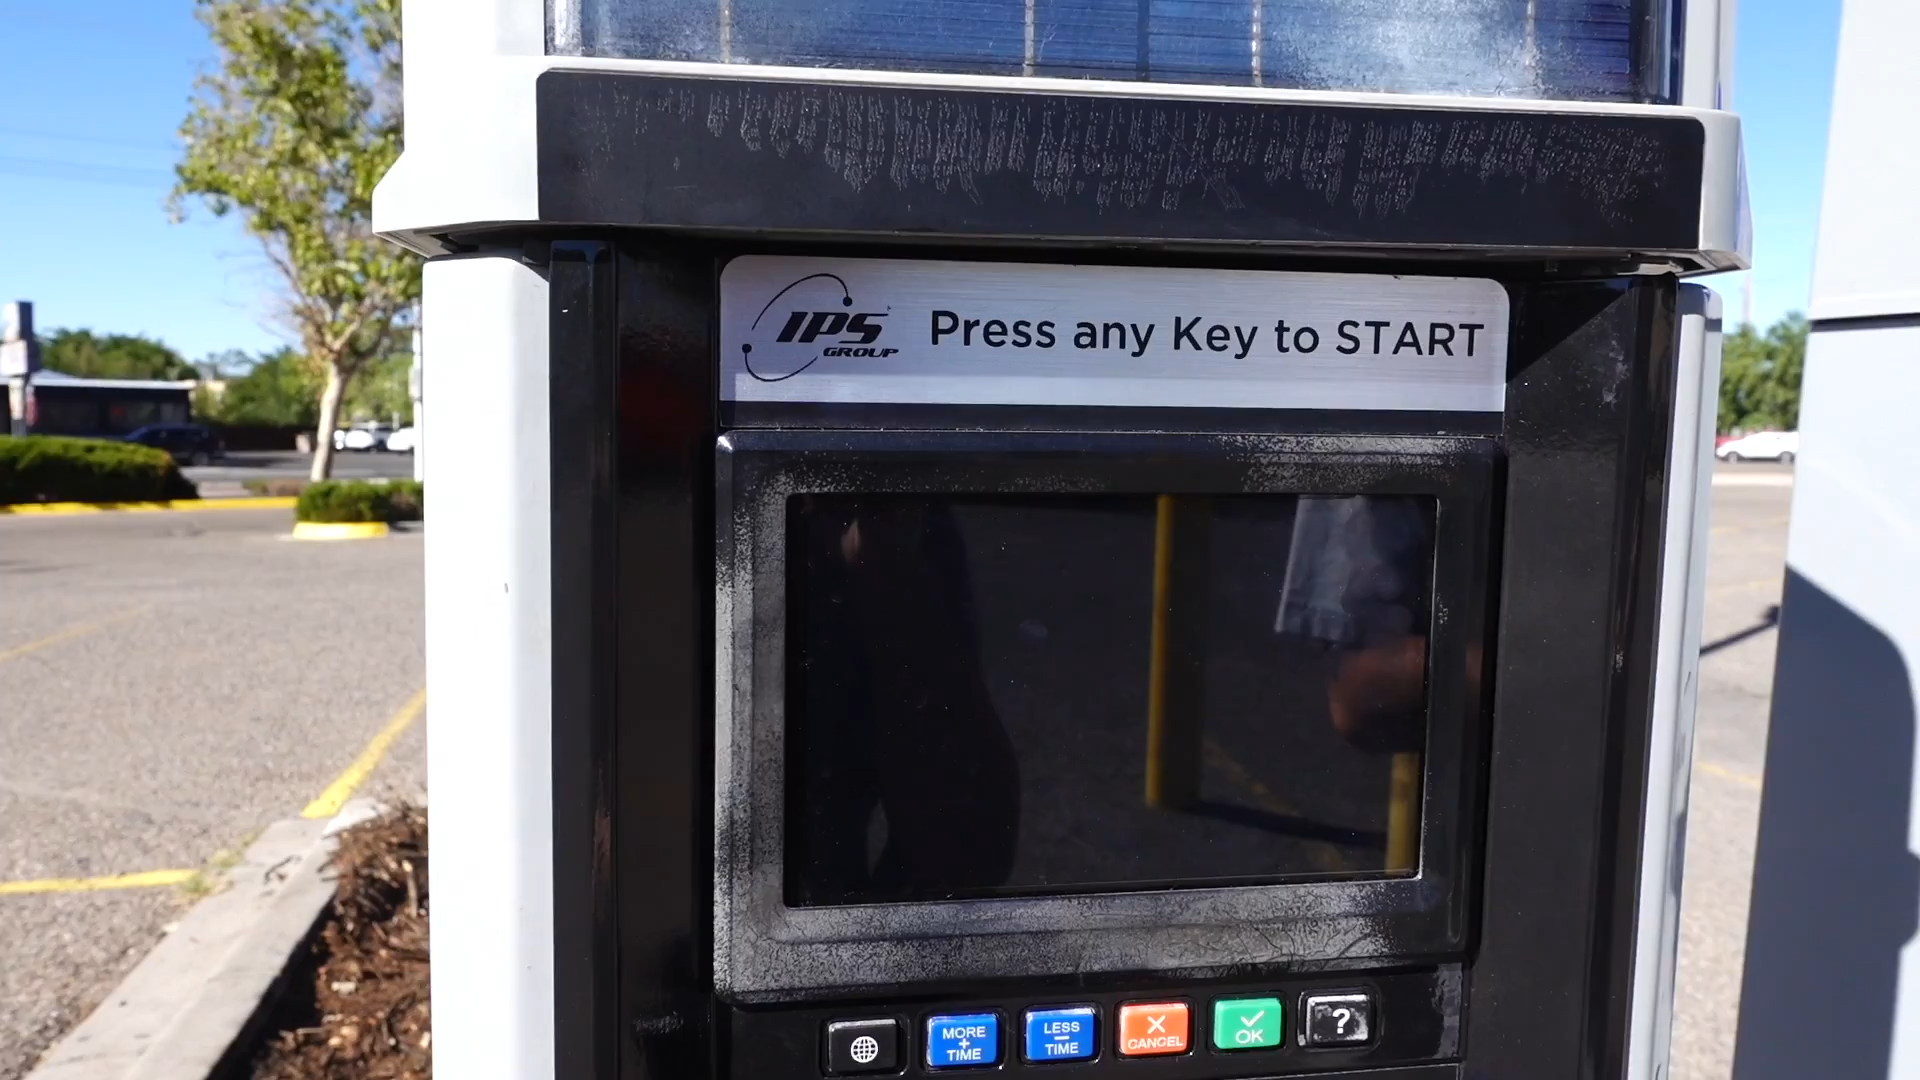 IPS
GROUP
Press any Key to START
MORE
+
TIME
LESS
-
TIME
CANCEL
OK
?